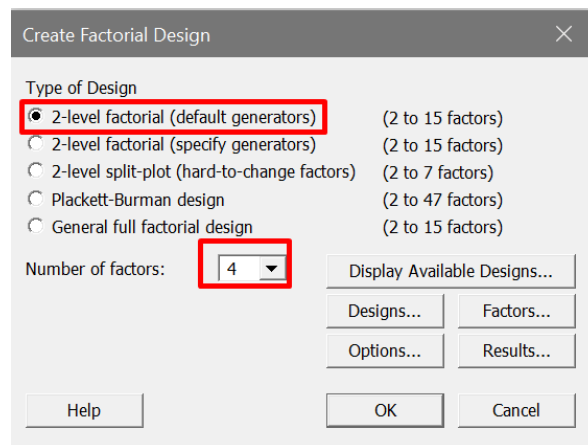 Create Factorial Design
Type of Design
2-level factorial (default generators) (2 to 15 factors)
2-level factorial (specify generators) (2 to 15 factors)
2-level split-plot (hard-to-change factors) (2 to 7 factors)
Plackett-Burman design (2 to 47 factors)
General full factorial design (2 to 15 factors)
Number of factors: 4 Display Available Designs...
Designs... Factors...
Options... Results...
Help OK Cancel